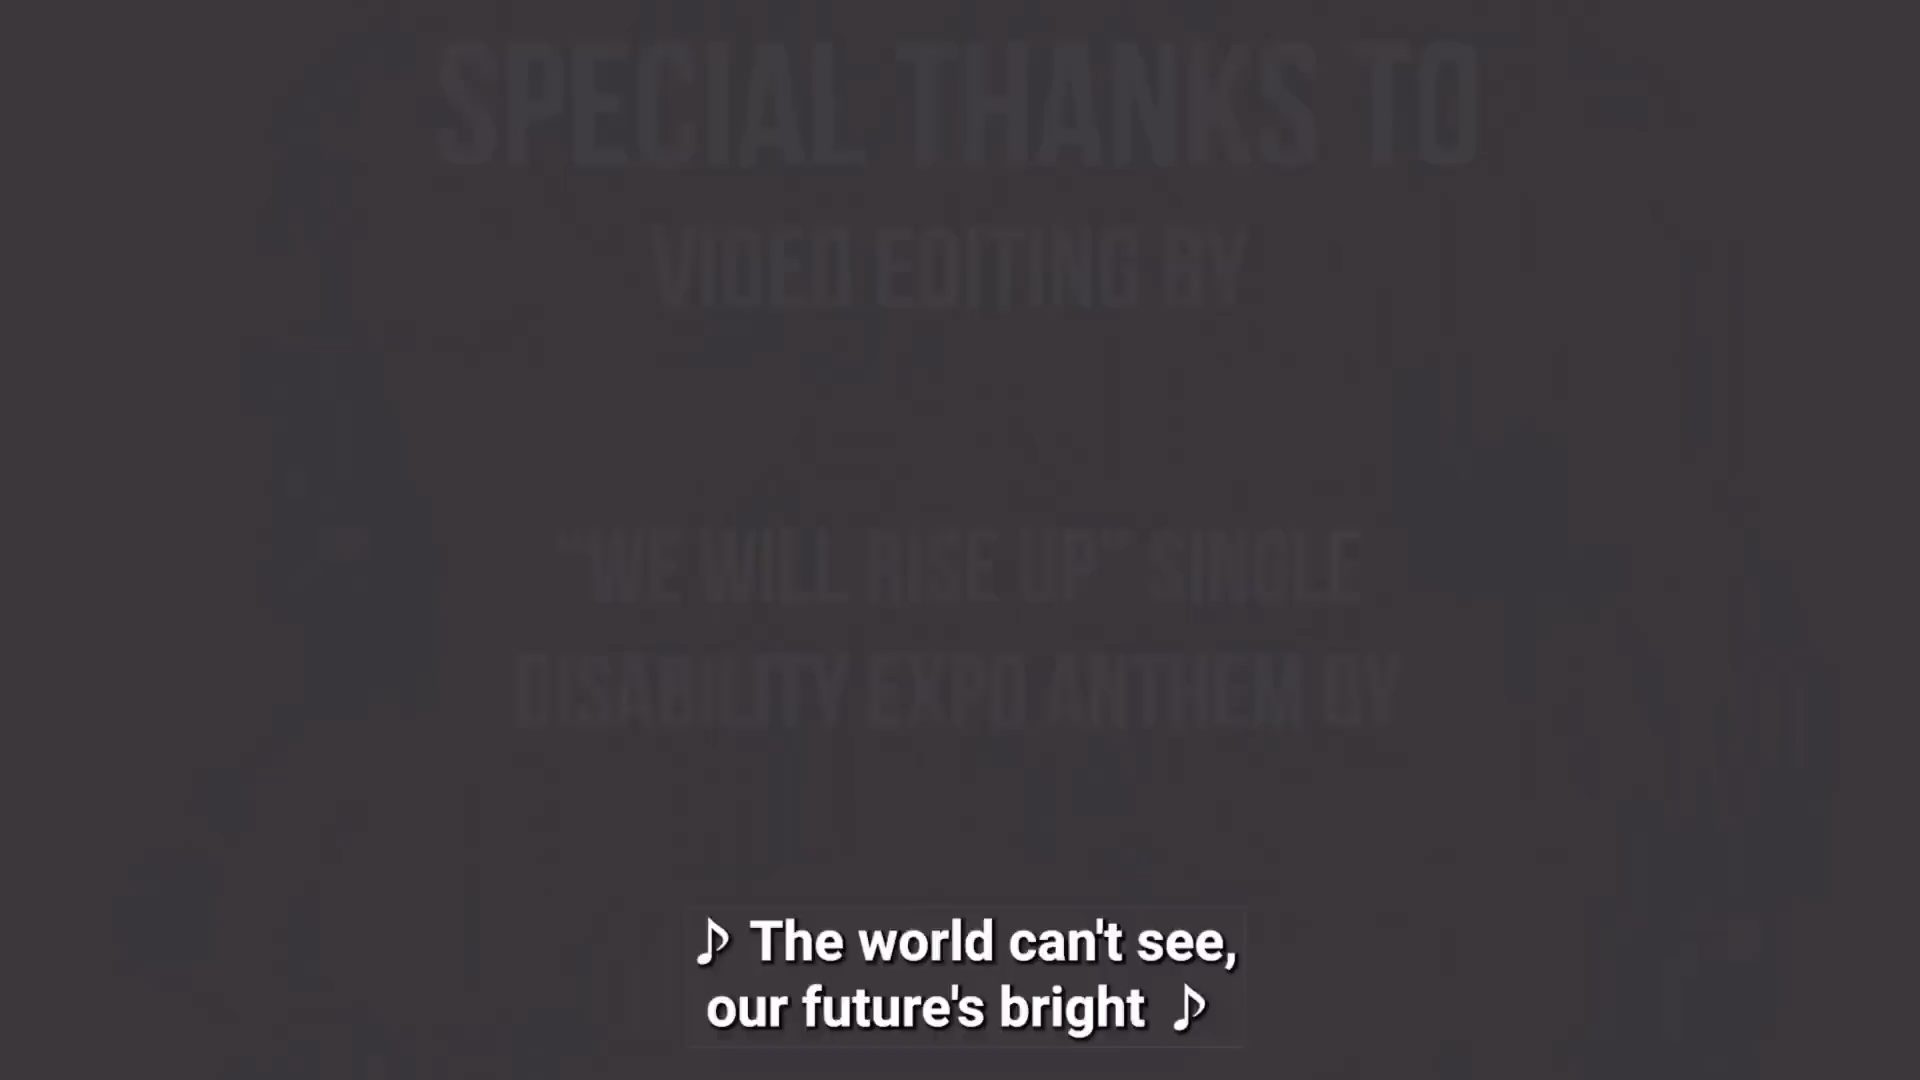 SPECIAL THANKS TO
VIDEO EDITING BY
"WE WILL RISE UP" SINGLE
DISABILITY EXPO ANTHEM BY
♪ The world can't see,
our future's bright ♪